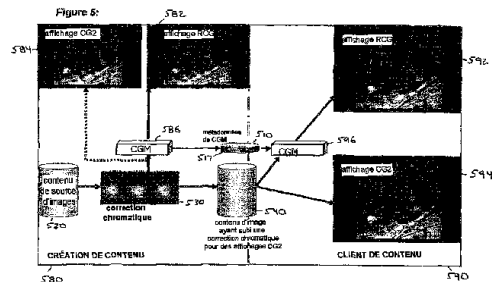 Figure 5:
582
584
affichage CG2
affichage RCG
affichage RCG
592
586
métadonnées de CGM
510
517
596
CGM
CGM
contenu de source d'images
correction chromatique
530
540
520
affichage CG2
594
contenu d'image ayant subi une correction chromatique pour des affichages CG2
CRÉATION DE CONTENU
CLIENT DE CONTENU
580
590